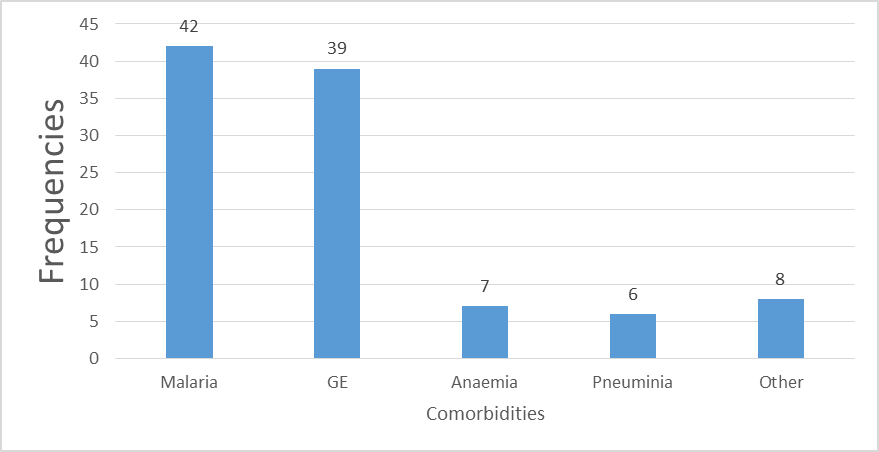 45
40
35
30
25
20
15
10
5
0
Frequencies
42
39
7
6
8
Malaria
GE
Anaemia
Pneuminia
Other
Comorbidities